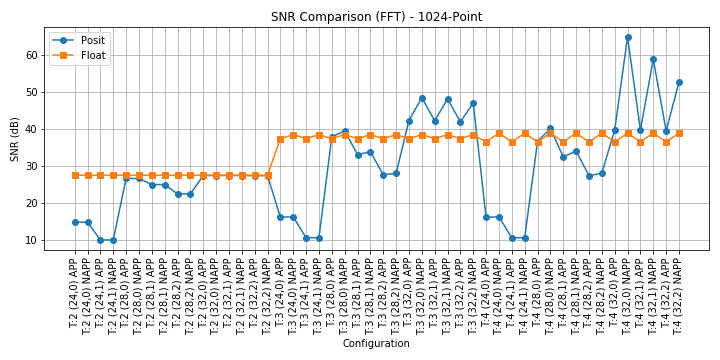 SNR Comparison (FFT) - 1024-Point
Posit
Float
SNR (dB)
60
50
40
30
20
10
T:2 (24,0) APP
T:2 (24,0) NAPP
T:2 (24,1) APP
T:2 (24,1) NAPP
T:2 (28,0) APP
T:2 (28,0) NAPP
T:2 (28,1) APP
T:2 (28,1) NAPP
T:2 (28,2) APP
T:2 (28,2) NAPP
T:2 (32,0) APP
T:2 (32,0) NAPP
T:2 (32,1) APP
T:2 (32,1) NAPP
T:2 (32,2) APP
T:2 (32,2) NAPP
T:3 (24,0) APP
T:3 (24,0) NAPP
T:3 (24,1) APP
T:3 (24,1) NAPP
T:3 (28,0) APP
T:3 (28,0) NAPP
T:3 (28,1) APP
T:3 (28,1) NAPP
T:3 (28,2) APP
T:3 (28,2) NAPP
T:3 (32,0) APP
T:3 (32,0) NAPP
T:3 (32,1) APP
T:3 (32,1) NAPP
T:3 (32,2) APP
T:3 (32,2) NAPP
T:4 (24,0) APP
T:4 (24,0) NAPP
T:4 (24,1) APP
T:4 (24,1) NAPP
T:4 (28,0) APP
T:4 (28,0) NAPP
T:4 (28,1) APP
T:4 (28,1) NAPP
T:4 (28,2) APP
T:4 (28,2) NAPP
T:4 (32,0) APP
T:4 (32,0) NAPP
T:4 (32,1) APP
T:4 (32,1) NAPP
T:4 (32,2) APP
T:4 (32,2) NAPP
Configuration